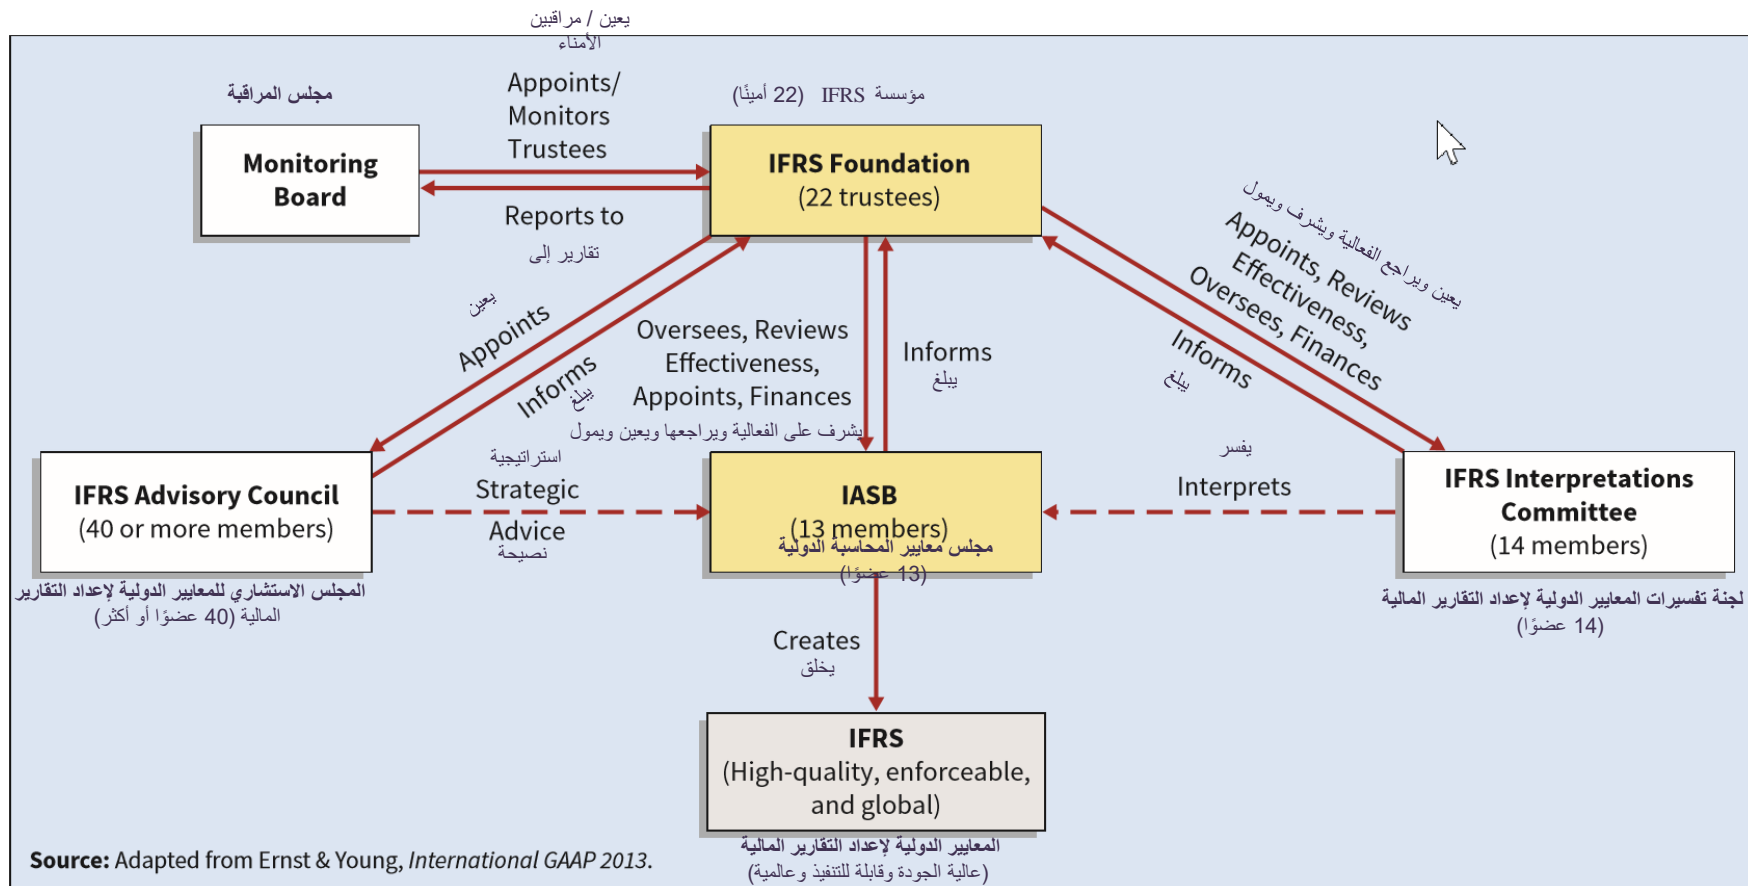 يعين / مراقبين
الأمناء
Appoints/
Monitors
Trustees
مجلس المراقبة
Monitoring
Board
مؤسسة IFRS (22 أمينًا)
IFRS Foundation
(22 trustees)
Reports to
تقارير إلى
يعين
Appoints
Informs
يبلغ
Oversees, Reviews
Effectiveness,
Appoints, Finances
يشرف على الفعالية ويراجعها ويعين ويمول
Informs
يبلغ
يعين ويراجع الفعالية ويشرف ويمول
Appoints, Reviews
Effectiveness,
Oversees, Finances
Informs
يبلغ
IFRS Advisory Council
(40 or more members)
المجلس الاستشاري للمعايير الدولية لإعداد التقارير
المالية (40 عضوًا أو أكثر)
استراتيجية
Strategic
Advice
نصيحة
IASB
(13 members)
مجلس معايير المحاسبة الدولية
(13 عضوًا)
يفسر
Interprets
IFRS Interpretations
Committee
(14 members)
لجنة تفسيرات المعايير الدولية لإعداد التقارير المالية
(14 عضوًا)
Creates
يخلق
IFRS
(High-quality, enforceable,
and global)
المعايير الدولية لإعداد التقارير المالية
(عالية الجودة وقابلة للتنفيذ وعالمية)
Source: Adapted from Ernst & Young, International GAAP 2013.